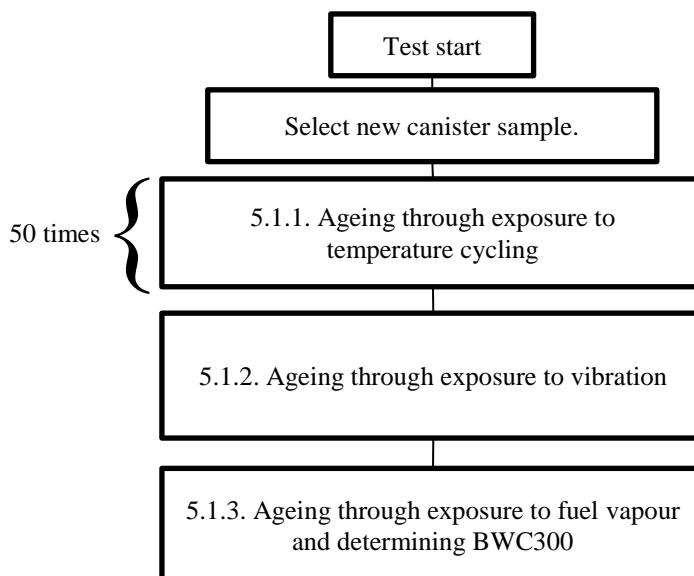 Test start
Select new canister sample.
50 times
5.1.1. Ageing through exposure to
temperature cycling
5.1.2. Ageing through exposure to vibration
5.1.3. Ageing through exposure to fuel vapour
and determining BWC300